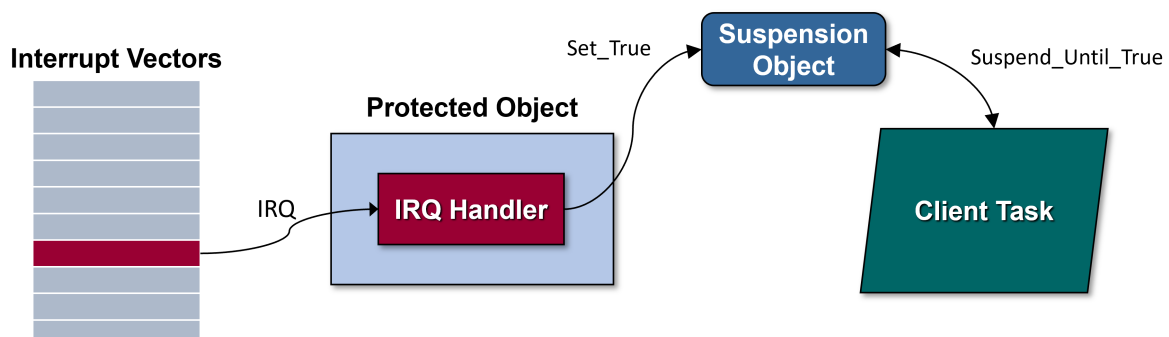 Interrupt Vectors
IRQ
Protected Object
IRQ Handler
Set_True
Suspension
Object
Suspend_Until_True
Client Task